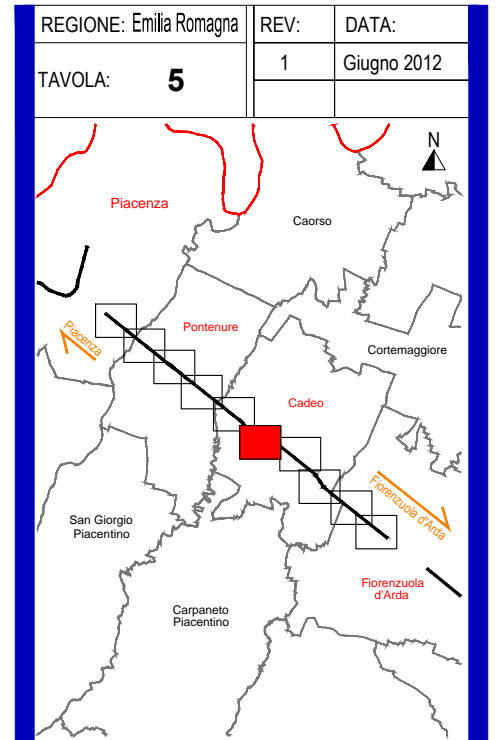 REGIONE: Emilia Romagna
REV:
DATA:
TAVOLA: 5
1
Giugno 2012
N
Piacenza
Caorso
Piacenza
Pontenure
Cortemaggiore
Cadeo
Fiorenzuola d'Arda
San Giorgio
Piacentino
Fiorenzuola
d'Arda
Carpaneto
Piacentino